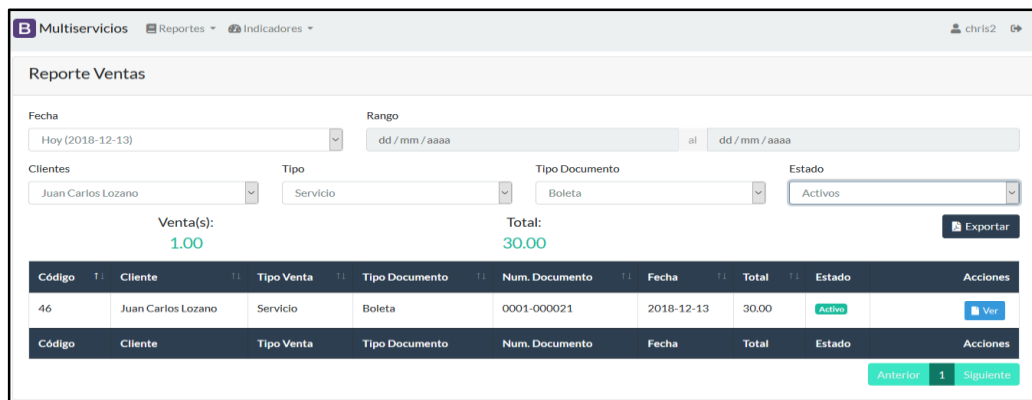 B Multiservicios Reportes Indicadores chris2
Reporte Ventas
Fecha Rango
Hoy (2018-12-13) dd / mm / aaaa al dd / mm / aaaa
Clientes Tipo Tipo Documento Estado
Juan Carlos Lozano Servicio Boleta Activos
Venta(s): Total:
1.00 30.00
Exportar
Código Cliente Tipo Venta Tipo Documento Num. Documento Fecha Total Estado Acciones
46 Juan Carlos Lozano Servicio Boleta 0001-000021 2018-12-13 30.00 Activo Ver
Código Cliente Tipo Venta Tipo Documento Num. Documento Fecha Total Estado Acciones
Anterior 1 Siguiente